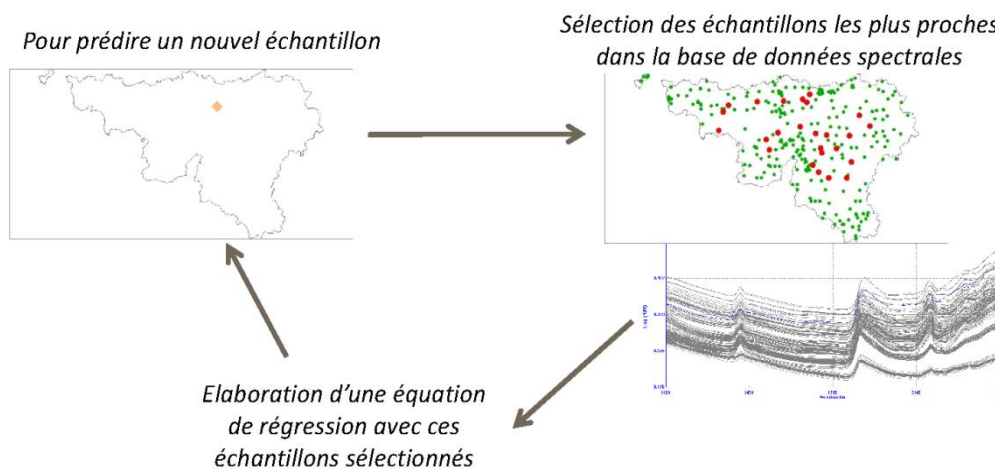 Pour prédire un nouvel échantillon
Sélection des échantillons les plus proches
dans la base de données spectrales
Elaboration d'une équation
de régression avec ces
échantillons sélectionnés